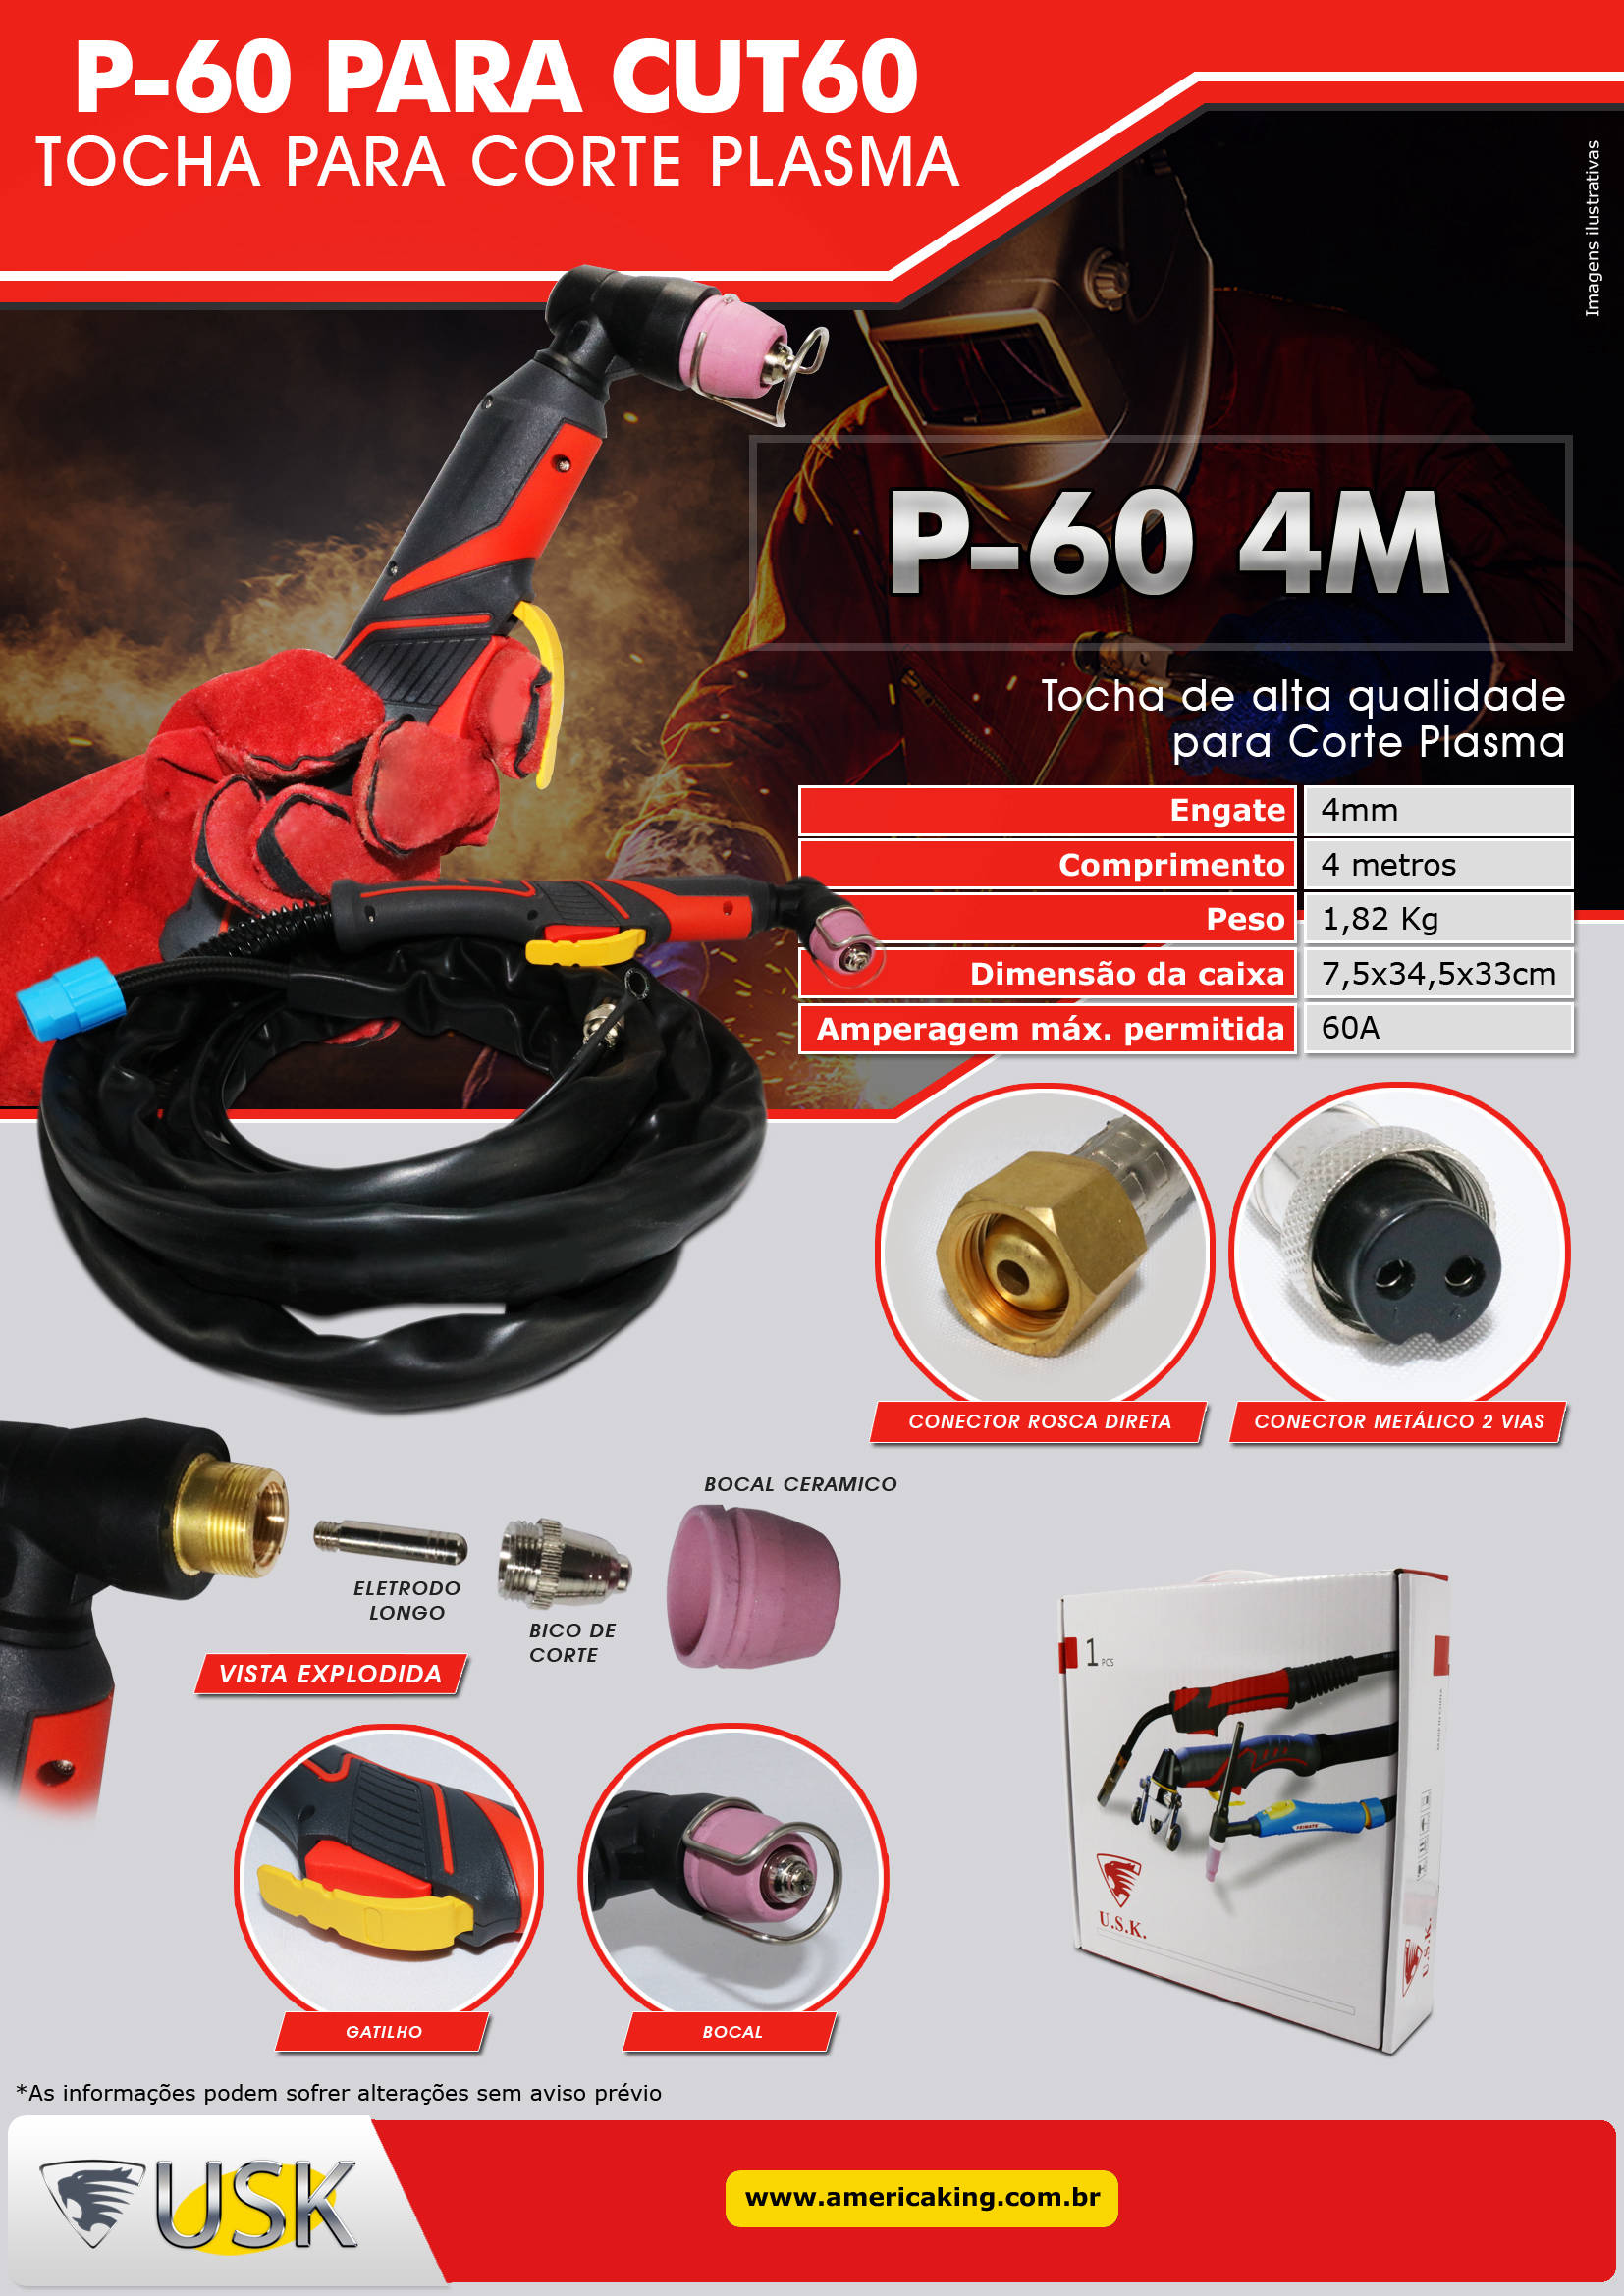 P-60 PARA CUT60
TOCHA PARA CORTE PLASMA
Imagens ilustrativas
P-60 4M
Tocha de alta qualidade
para Corte Plasma
Engate 4mm
Comprimento 4 metros
Peso 1,82 Kg
Dimensão da caixa 7,5x34,5x33cm
Amperagem máx. permitida 60A
CONECTOR ROSCA DIRETA
CONECTOR METÁLICO 2 VIAS
BOCAL CERAMICO
ELETRODO
LONGO
BICO DE
CORTE
VISTA EXPLODIDA
1 PCS
U.S.K.
U.S.K.
GATILHO
BOCAL
*As informações podem sofrer alterações sem aviso prévio
USK
www.americaking.com.br